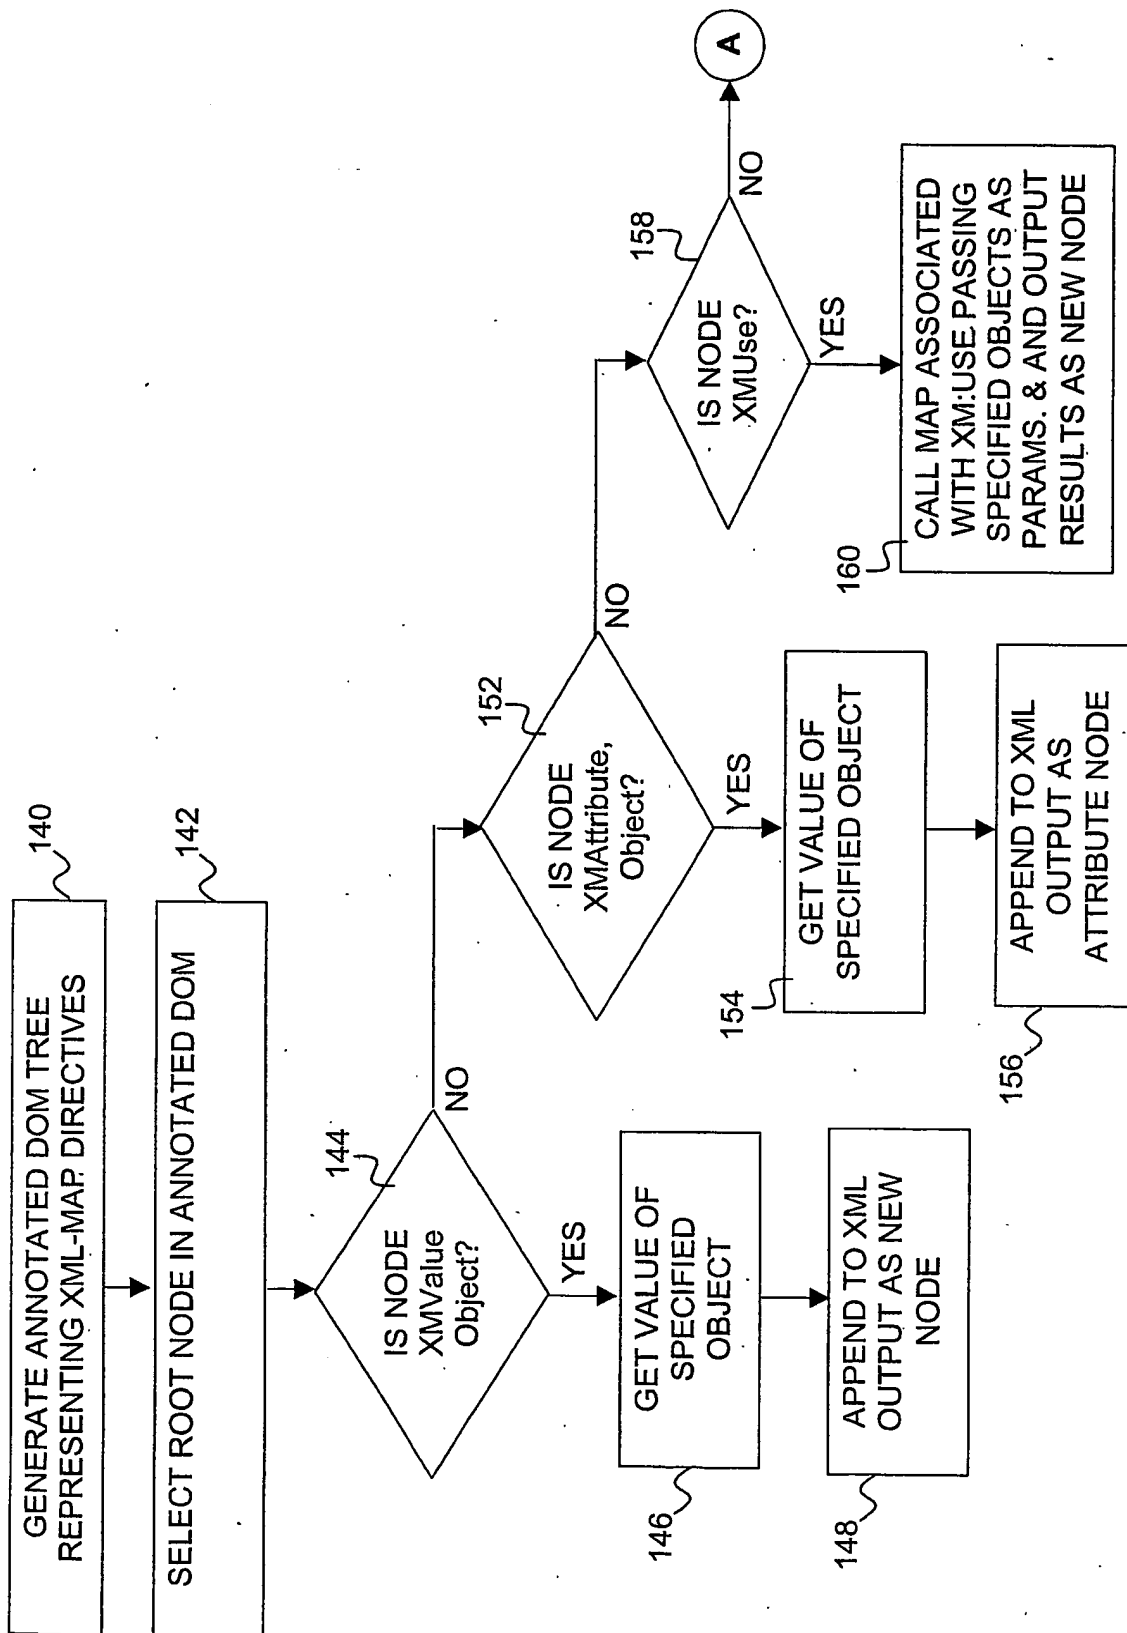 GENERATE ANNOTATED DOM TREE
REPRESENTING XML-MAP DIRECTIVES
140
SELECT ROOT NODE IN ANNOTATED DOM
142
IS NODE
XMValue
Object?
144
NO
YES
GET VALUE OF
SPECIFIED
OBJECT
146
APPEND TO XML
OUTPUT AS NEW
NODE
148
IS NODE
XMAttribute,
Object?
152
NO
YES
GET VALUE OF
SPECIFIED OBJECT
154
APPEND TO XML
OUTPUT AS
ATTRIBUTE NODE
156
IS NODE
XMUse?
158
NO
YES
CALL MAP ASSOCIATED
WITH XM:USE PASSING
SPECIFIED OBJECTS AS
PARAMS. & AND OUTPUT
RESULTS AS NEW NODE
160
A